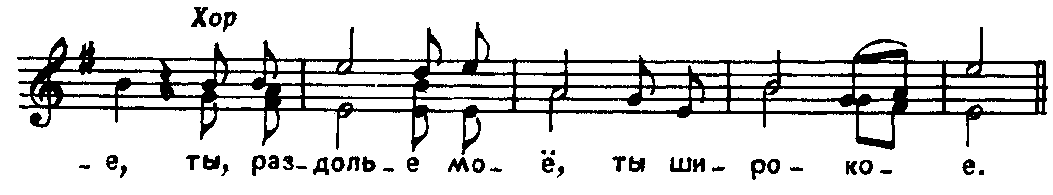 Хор
- е, ты, раз- доль- е мо- ё, ты ши- ро- ко- е.